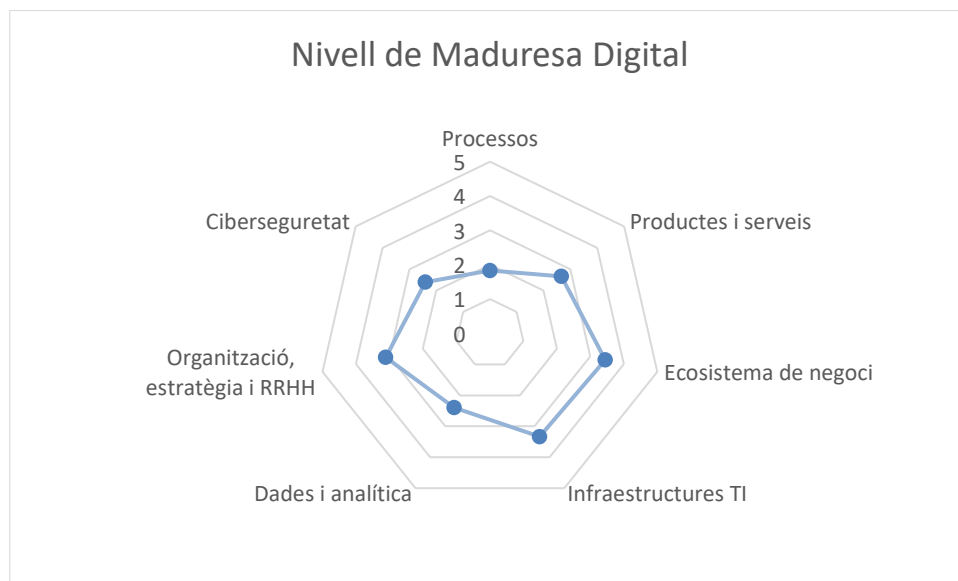 Nivell de Maduresa Digital
Processos
5
4
3
2
1
0
Productes i serveis
Ecosistema de negoci
Infraestructures TI
Dades i analítica
Organització,
estratègia i RRHH
Ciberseguretat